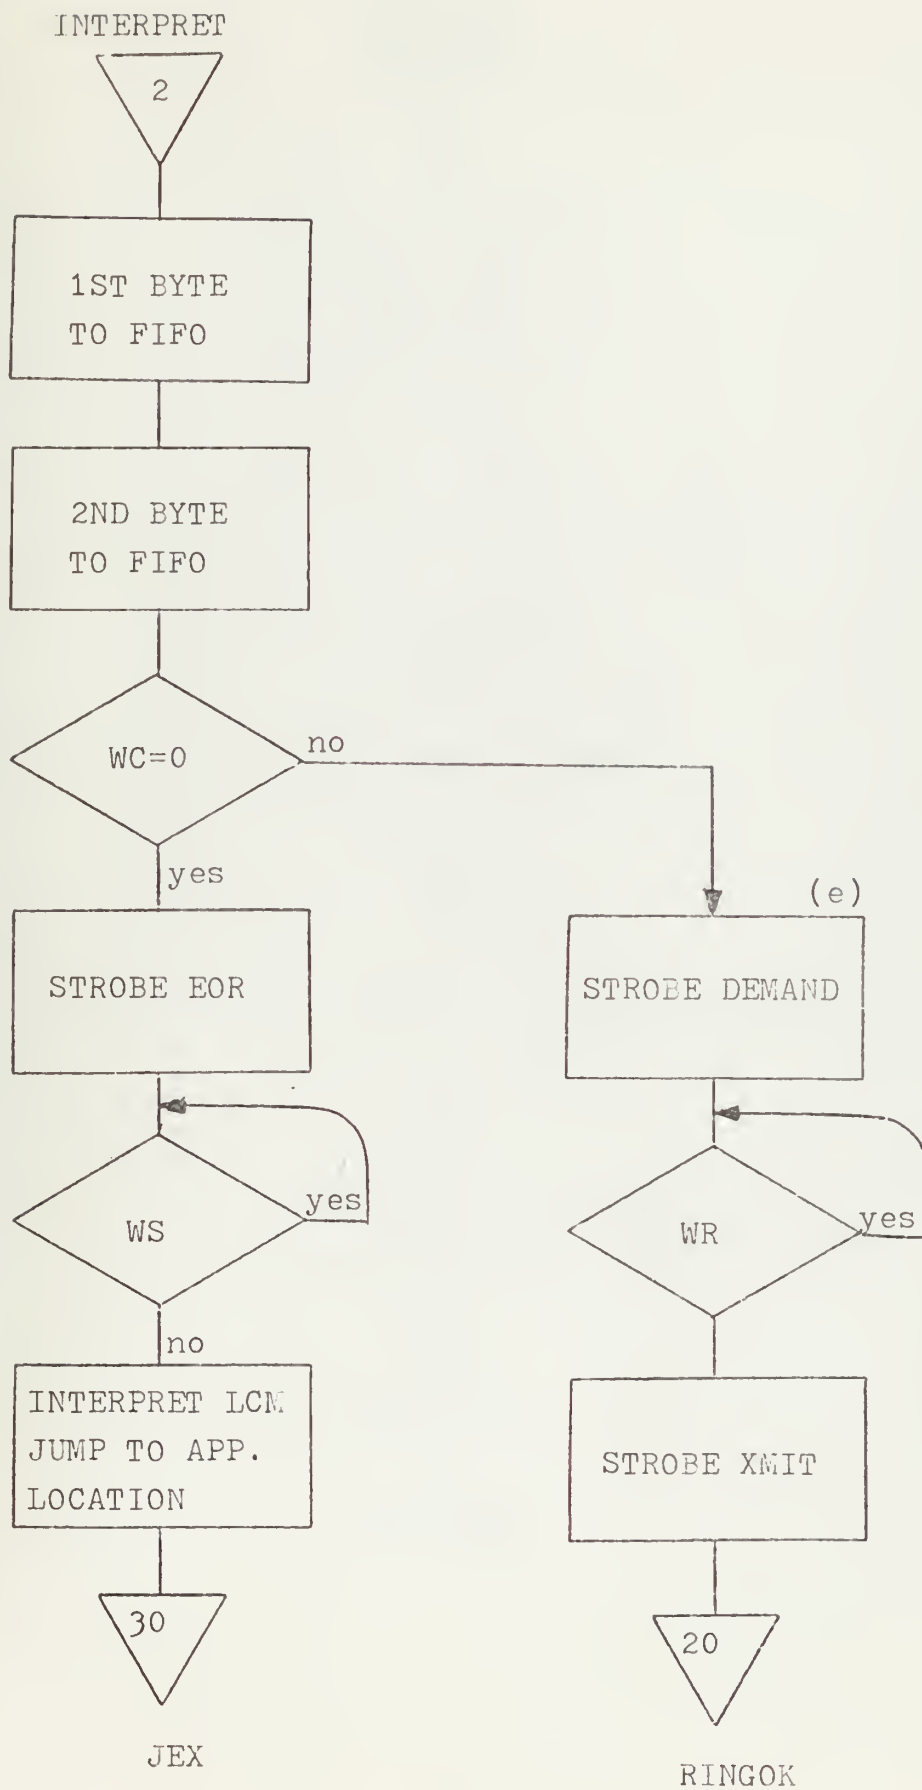 INTERPRET
2
1ST BYTE
TO FIFO
2ND BYTE
TO FIFO
WC=0
no
yes
(e)
STROBE EOR
STROBE DEMAND
WS
yes
WR
yes
no
INTERPRET LCM
JUMP TO APP.
LOCATION
STROBE XMIT
30
20
JEX
RINGOK